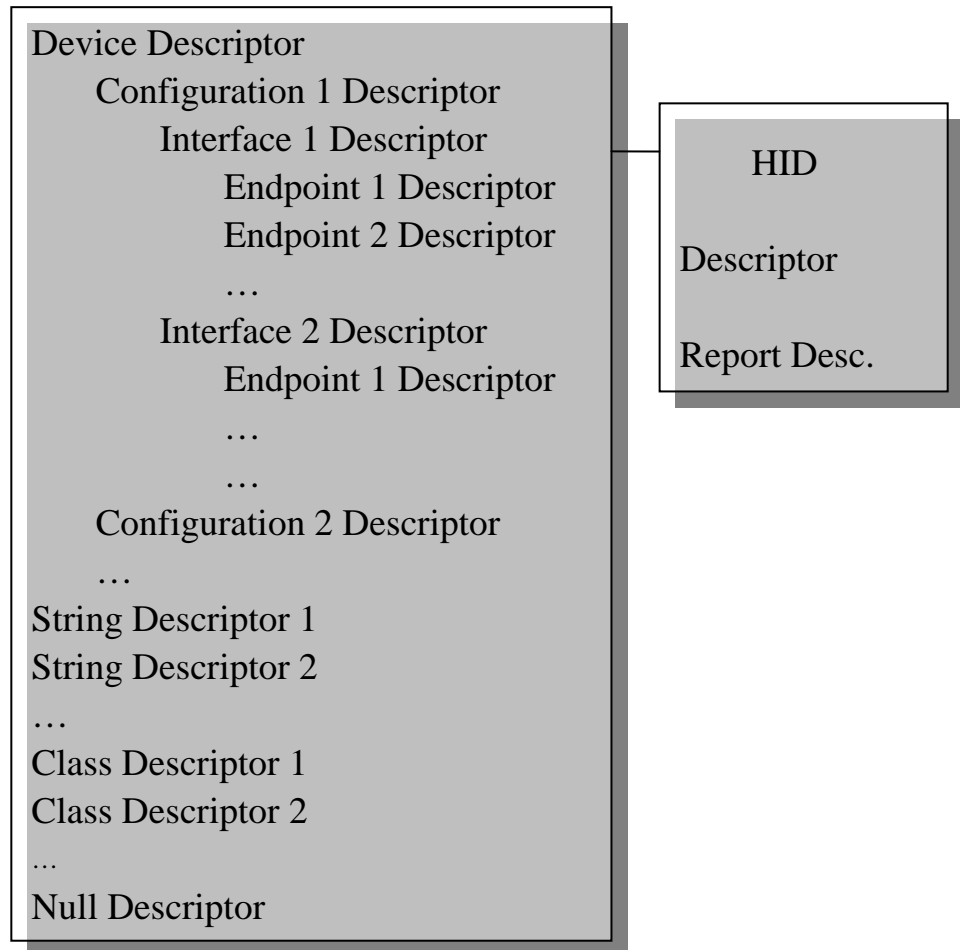 Device Descriptor
Configuration 1 Descriptor
Interface 1 Descriptor
Endpoint 1 Descriptor
Endpoint 2 Descriptor
…
Interface 2 Descriptor
Endpoint 1 Descriptor
…
…
Configuration 2 Descriptor
…
String Descriptor 1
String Descriptor 2
…
Class Descriptor 1
Class Descriptor 2
…
Null Descriptor
HID
Descriptor
Report Desc.